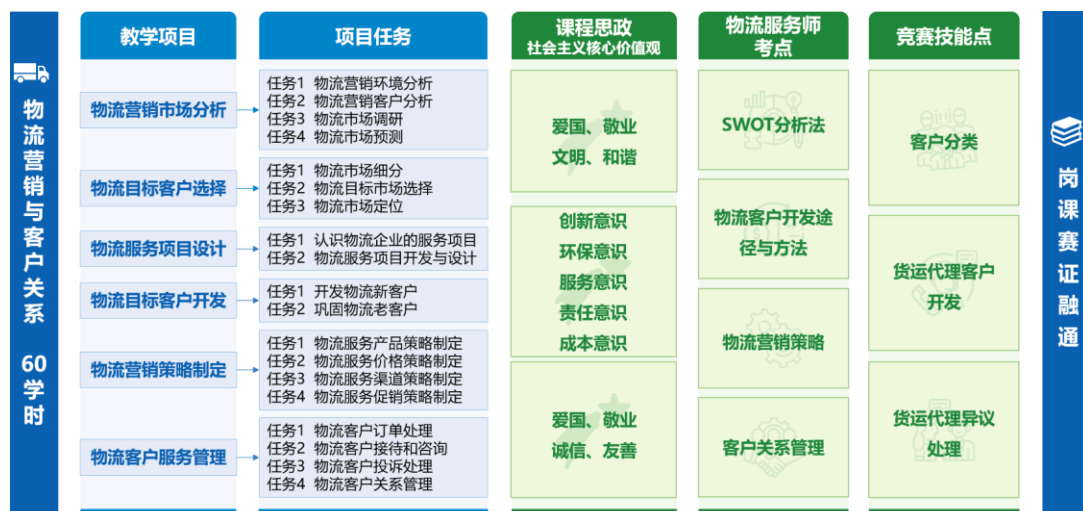 物流营销与客户关系 60学时
教学项目
物流营销市场分析
物流目标客户选择
物流服务项目设计
物流目标客户开发
物流营销策略制定
物流客户服务管理
项目任务
任务1 物流营销环境分析
任务2 物流营销客户分析
任务3 物流市场调研
任务4 物流市场预测
任务1 物流市场细分
任务2 物流目标市场选择
任务3 物流市场定位
任务1 认识物流企业的服务项目
任务2 物流服务项目开发与设计
任务1 开发物流新客户
任务2 巩固物流老客户
任务1 物流服务产品策略制定
任务2 物流服务价格策略制定
任务3 物流服务渠道策略制定
任务4 物流服务促销策略制定
任务1 物流客户订单处理
任务2 物流客户接待和咨询
任务3 物流客户投诉处理
任务4 物流客户关系管理
课程思政
社会主义核心价值观
爱国、敬业
文明、和谐
创新意识
环保意识
服务意识
责任意识
成本意识
爱国、敬业
诚信、友善
物流服务师
考点
SWOT分析法
物流客户开发途
径与方法
物流营销策略
客户关系管理
竞赛技能点
客户分类
货运代理客户
开发
货运代理异议
处理
岗课赛证融通